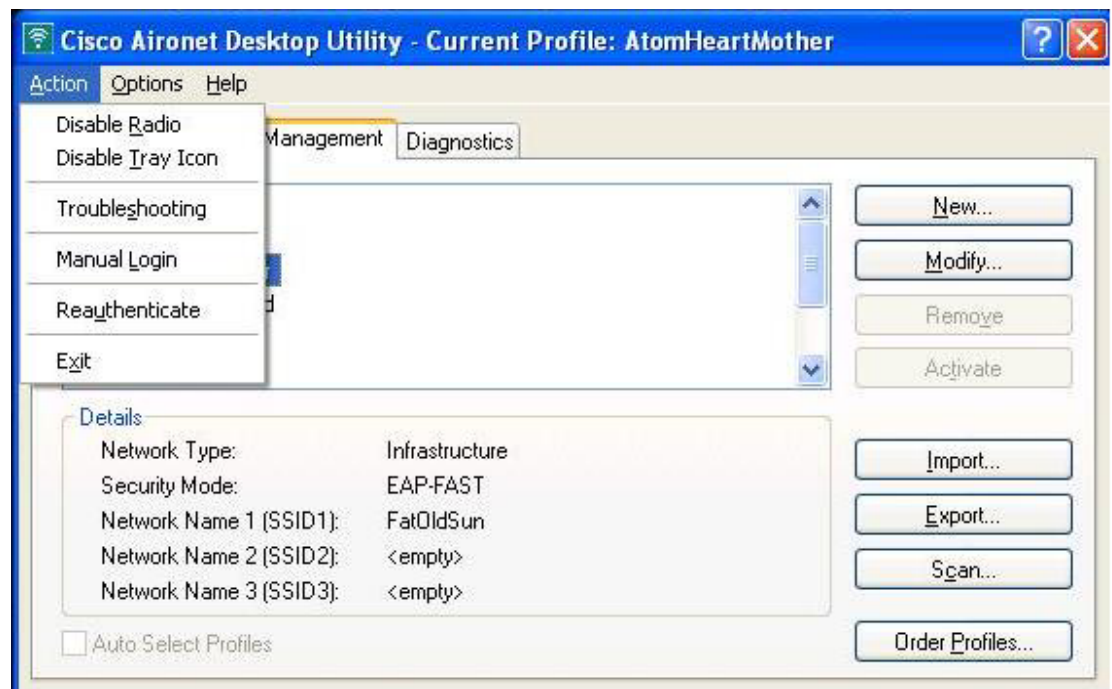 Cisco Aironet Desktop Utility - Current Profile: AtomHeartMother
Action Options Help
Disable Radio
Disable Tray Icon
Troubleshooting
Manual Login
Reauthenticate
Exit
Management Diagnostics
New...
Modify...
Remove
Activate
Details
Network Type: Infrastructure
Security Mode: EAP-FAST
Network Name 1 (SSID1): FatOldSun
Network Name 2 (SSID2): <empty>
Network Name 3 (SSID3): <empty>
Import...
Export...
Scan...
Auto Select Profiles
Order Profiles...